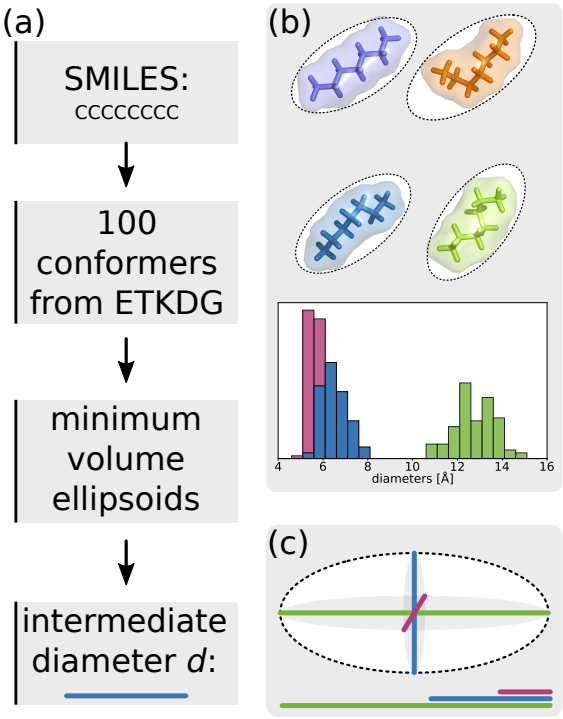 (a)
SMILES:
CCCCCCCC
100
conformers
from ETKDG
minimum
volume
ellipsoids
intermediate
diameter d:
(b)
4 6 8 10 12 14 16
diameters [Å]
(c)